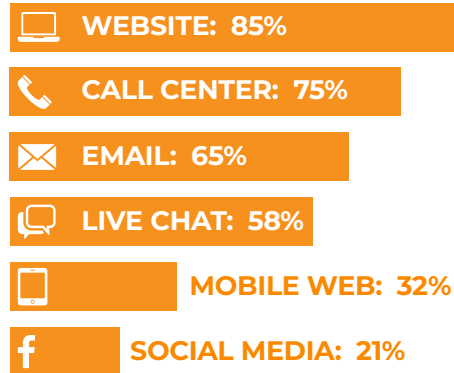 WEBSITE: 85%
CALL CENTER: 75%
EMAIL: 65%
LIVE CHAT: 58%
MOBILE WEB: 32%
SOCIAL MEDIA: 21%